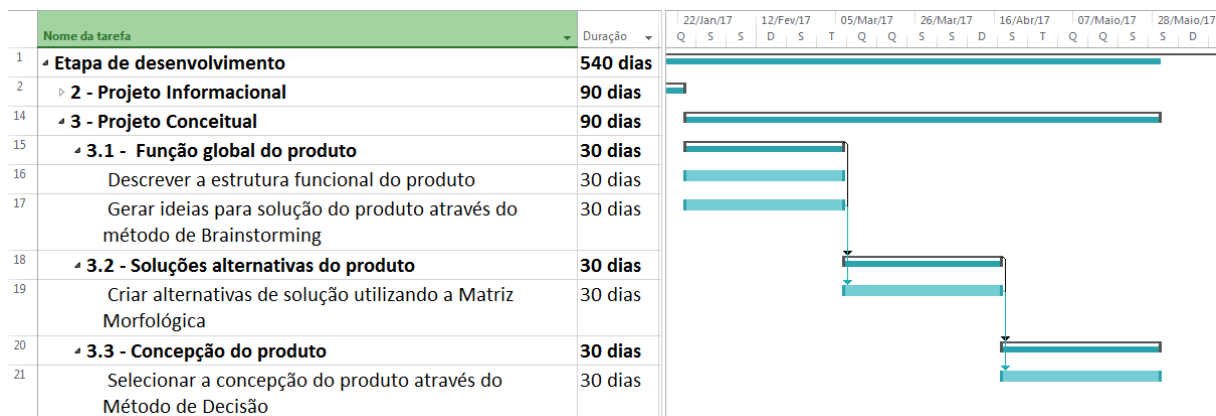 22/Jan/17 12/Fev/17 05/Mar/17 26/Mar/17 16/Abr/17 07/Maio/17 28/Maio/17
Nome da tarefa Duração Q S S D S T Q Q S S D S T Q Q S S D
1 Etapa de desenvolvimento 540 dias
2 2 - Projeto Informacional 90 dias
14 3 - Projeto Conceitual 90 dias
15 3.1 - Função global do produto 30 dias
16 Descrever a estrutura funcional do produto 30 dias
17 Gerar ideias para solução do produto através do 30 dias
método de Brainstorming
18 3.2 - Soluções alternativas do produto 30 dias
19 Criar alternativas de solução utilizando a Matriz 30 dias
Morfológica
20 3.3 - Concepção do produto 30 dias
21 Selecionar a concepção do produto através do 30 dias
Método de Decisão